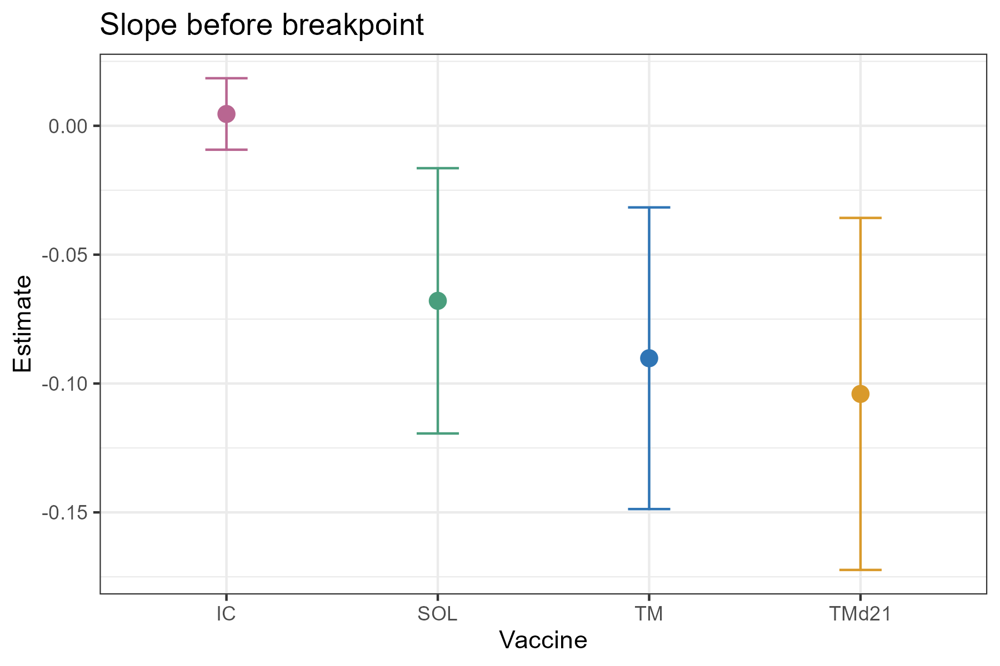 Slope before breakpoint
Estimate
0.00
-0.05
-0.10
-0.15
IC
SOL
TM
TMd21
Vaccine